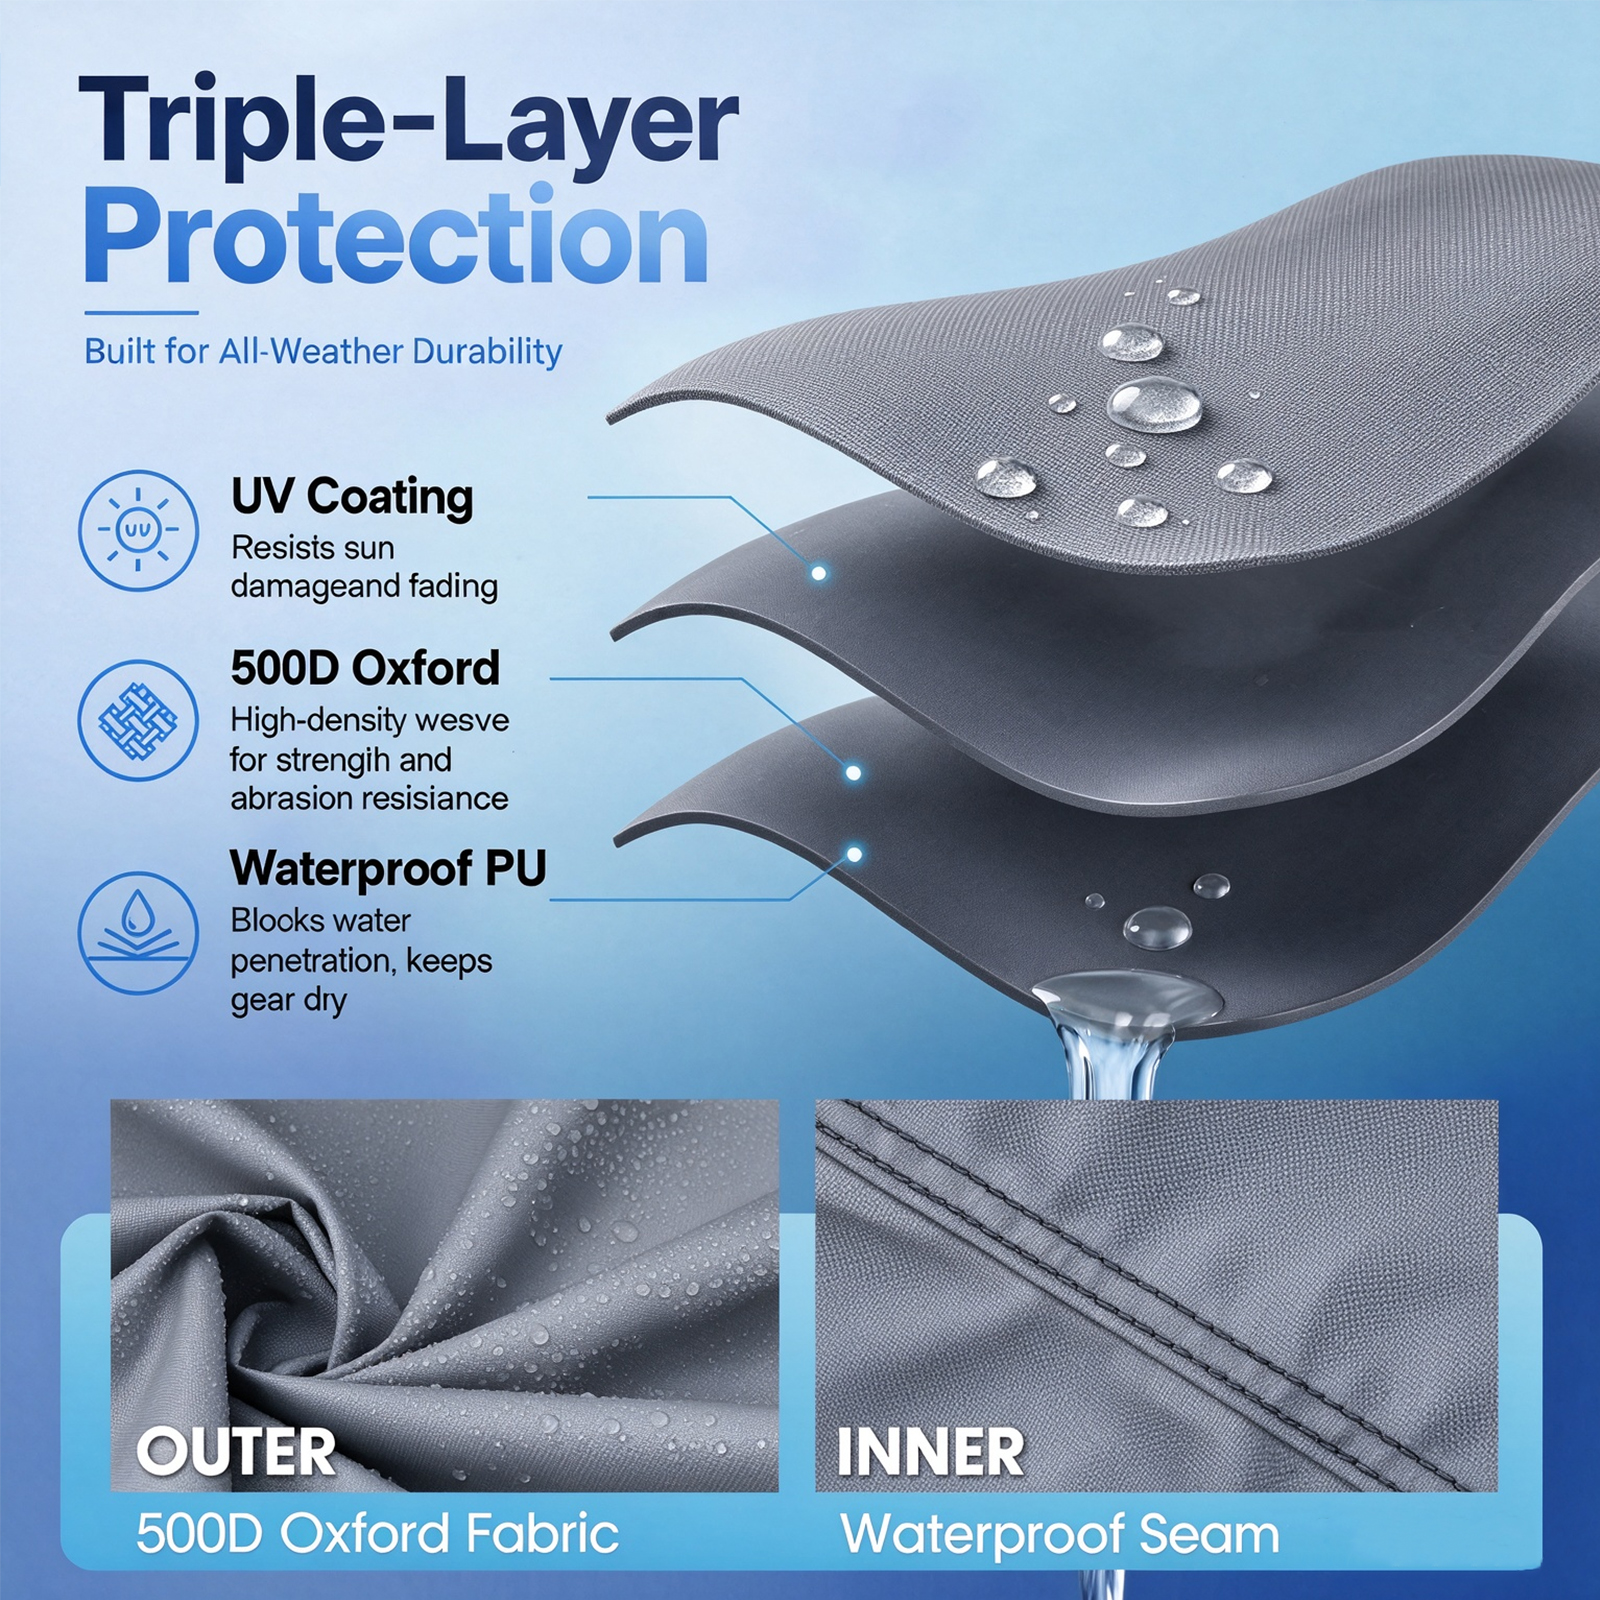 Triple-Layer
Protection
Built for All-Weather Durability
UV
UV Coating
Resists sun
damageand fading
500D Oxford
High-density wesve
for strengih and
abrasion resisiance
Waterproof PU
Blooks water
penetration, keeps
gear dry
OUTER
500D Oxford Fabric
INNER
Waterproof Seam